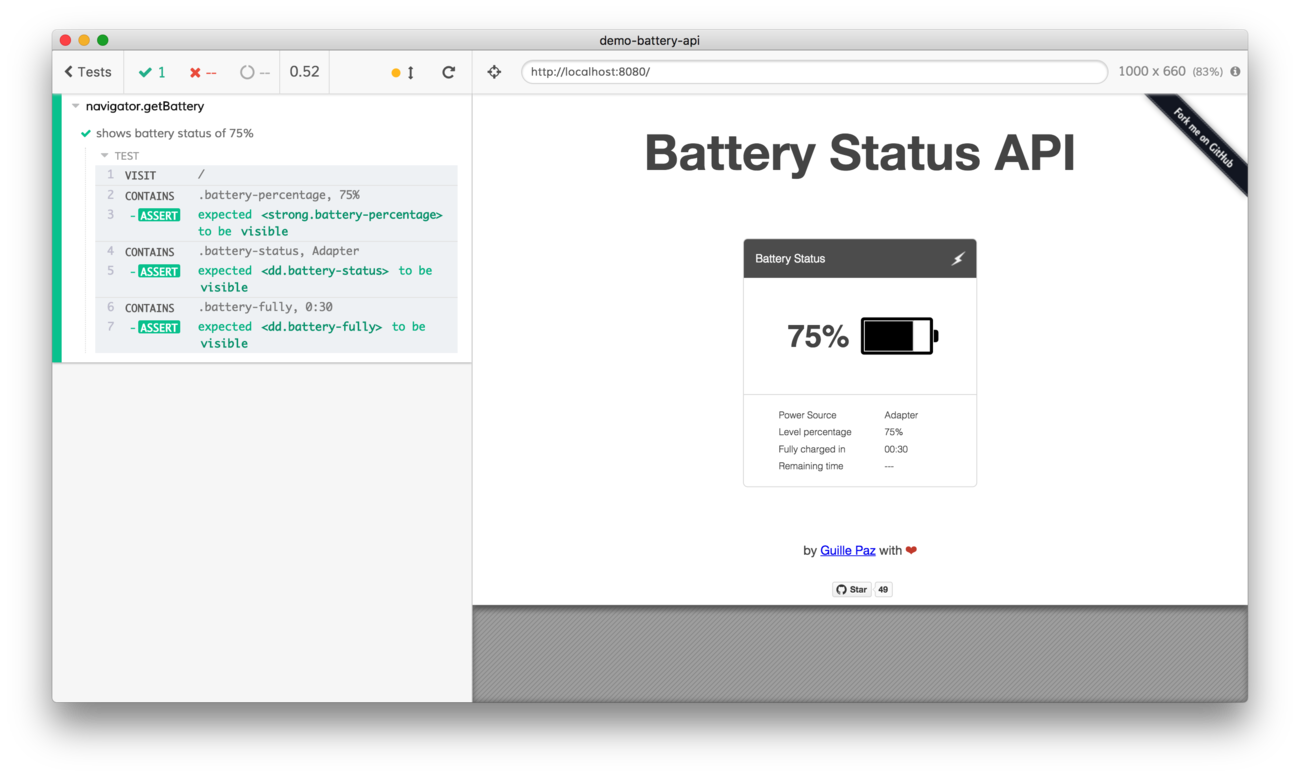 demo-battery-api
Tests
1
--
--
0.52
http://localhost:8080/
1000 x 660 (83%)
navigator.getBattery
shows battery status of 75%
TEST
1 VISIT /
2 CONTAINS .battery-percentage, 75%
3 - ASSERT expected <strong.battery-percentage>
to be visible
4 CONTAINS .battery-status, Adapter
5 - ASSERT expected <dd.battery-status> to be
visible
6 CONTAINS .battery-fully, 0:30
7 - ASSERT expected <dd.battery-fully> to be
visible
Fork me on GitHub
Battery Status API
Battery Status
75%
Power Source Adapter
Level percentage 75%
Fully charged in 00:30
Remaining time ---
by Guille Paz with ❤
Star 49